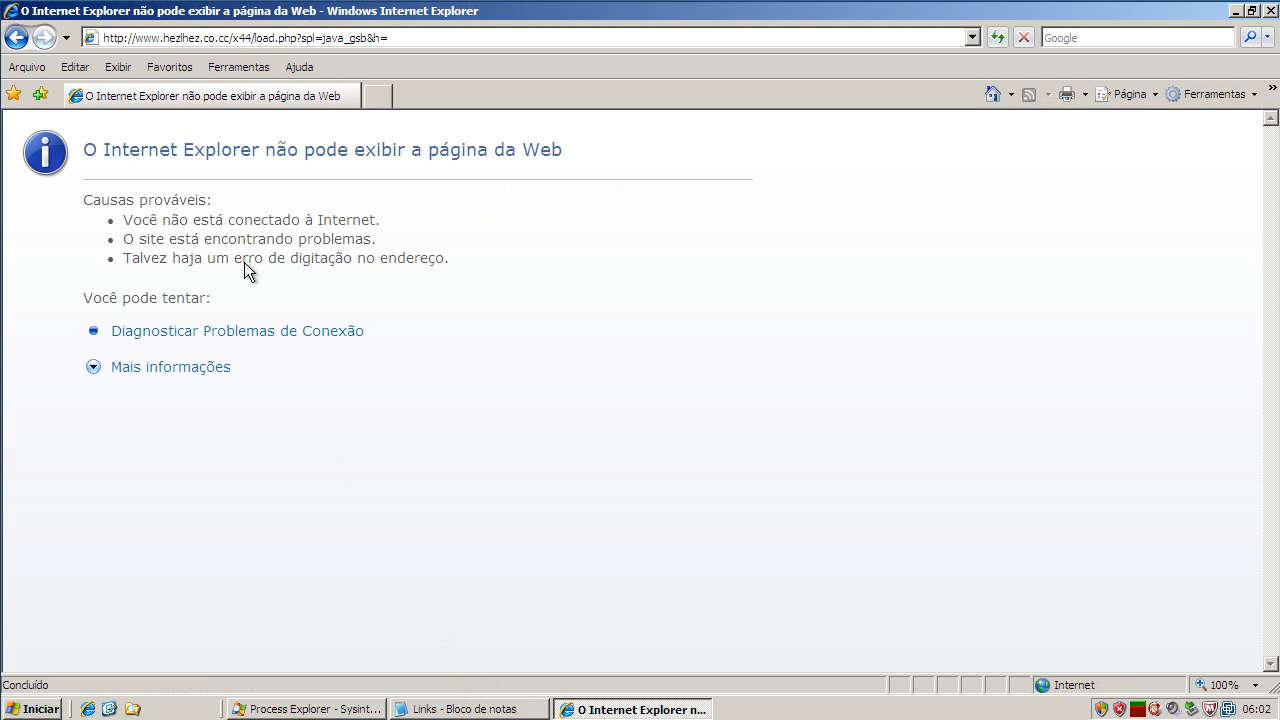 O Internet Explorer não pode exibir a página da Web - Windows Internet Explorer
http://www.hezlhez.co.cc/x44/load.php?spl=java_gsb&h=
Google
Arquivo Editar Exibir Favoritos Ferramentas Ajuda
O Internet Explorer não pode exibir a página da Web
Página Ferramentas
O Internet Explorer não pode exibir a página da Web
Causas prováveis:
Você não está conectado à Internet.
O site está encontrando problemas.
Talvez haja um erro de digitação no endereço.
Você pode tentar:
Diagnosticar Problemas de Conexão
Mais informações
Concluído Internet 100%
Iniciar Process Explorer - Sysint... Links - Bloco de notas O Internet Explorer n... 06:02